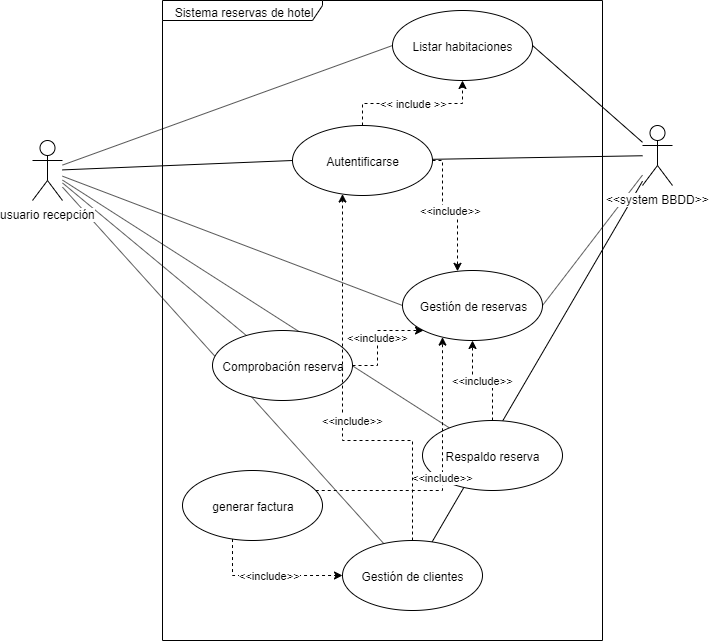 Sistema reservas de hotel
Listar habitaciones
<< include >>
Autentificarse
<<system BBDD>>
usuario recepción
<<include>>
Gestión de reservas
<<include>>
Comprobación reserva
<<include>>
<<include>>
Respaldo reserva
<<include>>
generar factura
<<include>>
Gestión de clientes